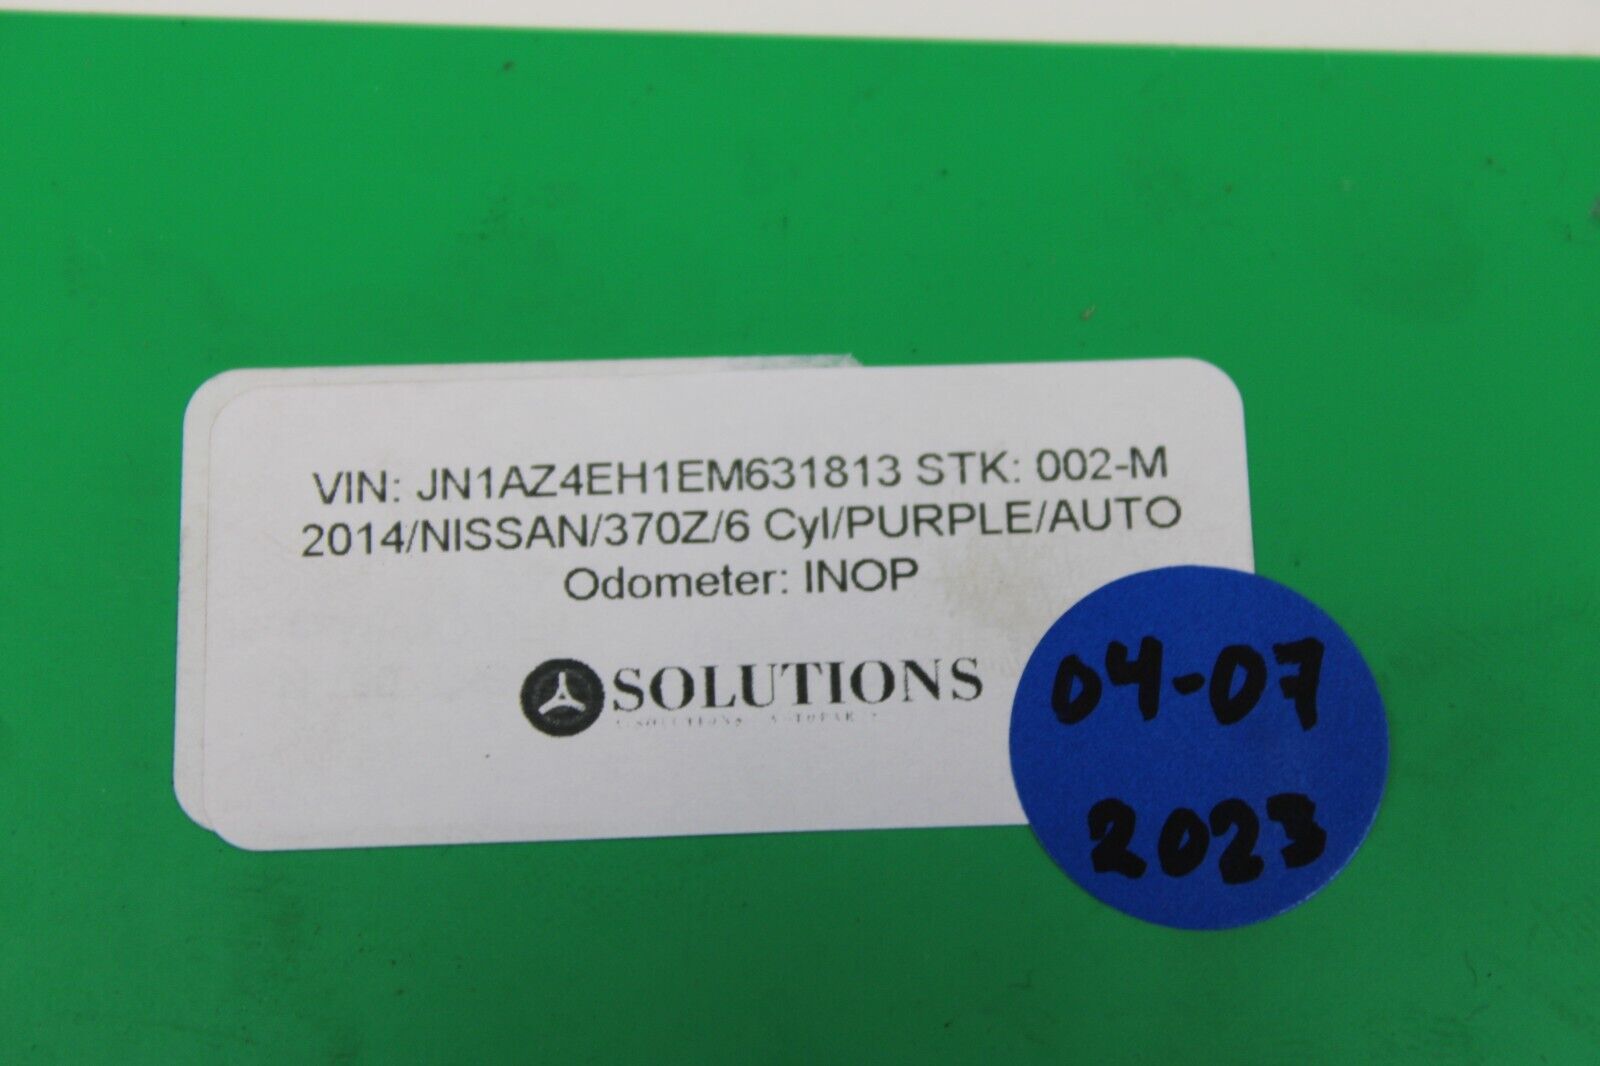 VIN: JN1AZ4EH1EM631813 STK: 002-M
2014/NISSAN/370Z/6 Cyl/PURPLE/AUTO
Odometer: INOP
SOLUTIONS
04-07
2023